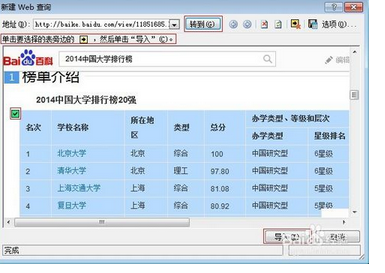 新建 Web 查询
地址(D): http://baike.baidu.com/view/11851685. 转到(G) 选项(O)...
单击要选择的表旁边的 ，然后单击“导入”(C)。
Baidu百科 2014中国大学排行榜
1 榜单介绍
2014中国大学排行榜20强
名次 学校名称 所在地区 类型 总分 办学类型、等级和层次
办学类型 星级排名
1 北京大学 北京 综合 100 中国研究型 6星级
2 清华大学 北京 理工 97.80 中国研究型 6星级
3 上海交通大学 上海 综合 81.08 中国研究型 5星级
4 复旦大学 上海 综合 80.92 中国研究型 5星级
导入(I) 取消
完成